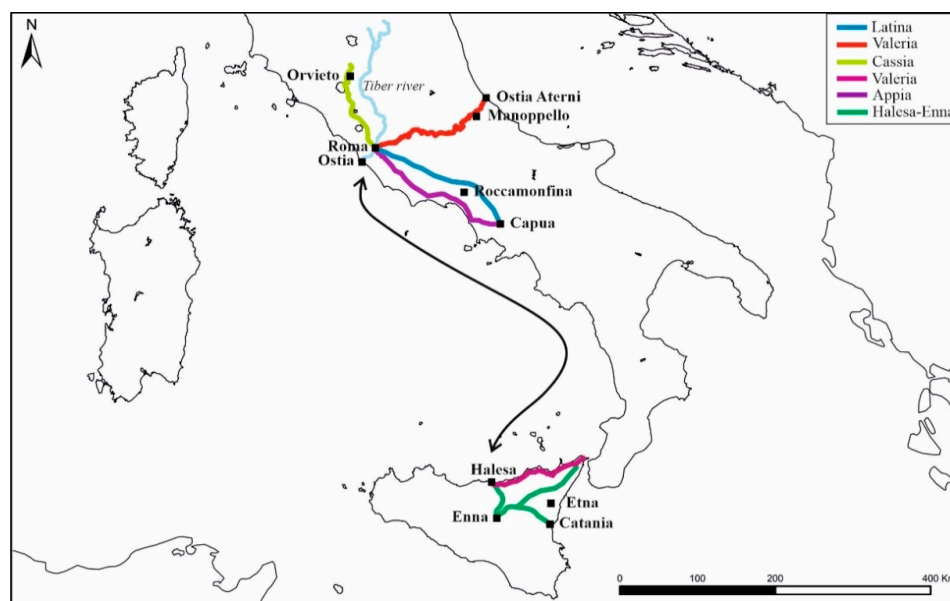 N
Latina
Valeria
Cassia
Valeria
Appia
Halesa-Enna
Orvieto
Tiber river
Ostia Aterni
Manoppello
Roma
Ostia
Roccamonfina
Capua
Halesa
Etna
Enna
Catania
0 100 200 400 Km